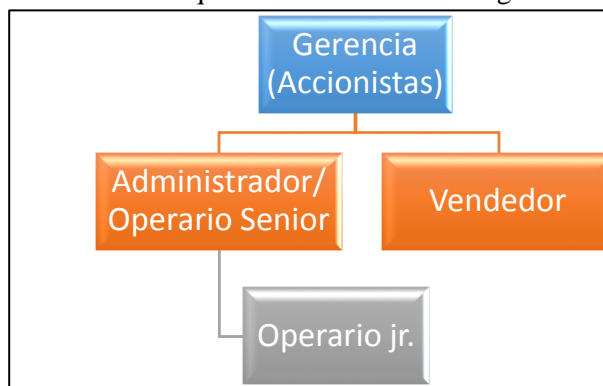 Gerencia
(Accionistas)
Administrador/
Operario Senior
Vendedor
Operario jr.